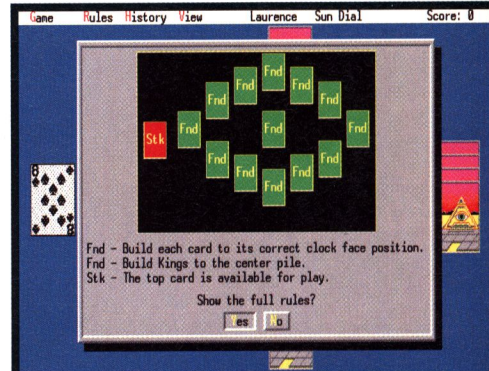 Game Rules History View Laurence Sun Dial Score: 0
Fnd
Fnd Fnd
Fnd Fnd
Stk Fnd Fnd Fnd
Fnd Fnd
Fnd Fnd
Fnd
8
8
Fnd - Build each card to its correct clock face position.
Fnd - Build Kings to the center pile.
Stk - The top card is available for play.
Show the full rules?
Yes No